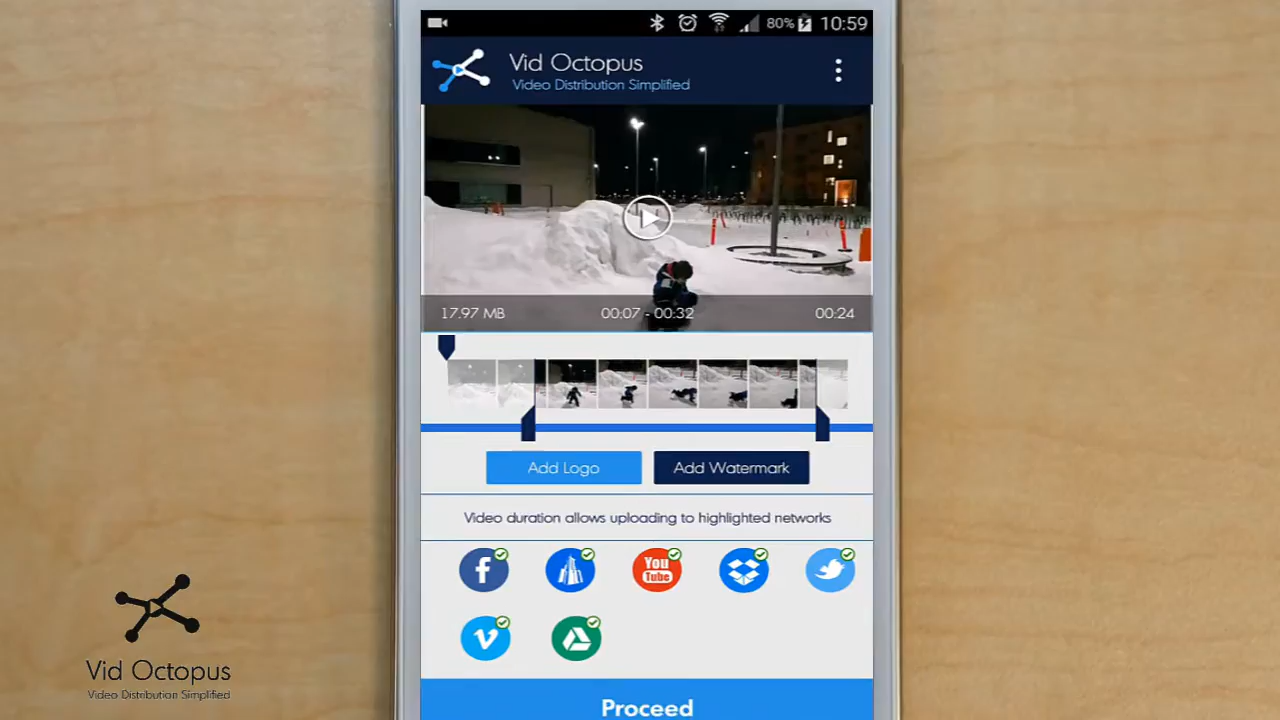 80% 10:59
Vid Octopus
Video Distribution Simplified
17.97 MB 00:07 - 00:32 00:24
Add Logo Add Watermark
Video duration allows uploading to highlighted networks
f You Tube
v
Proceed
Vid Octopus
Video Distribution Simplified